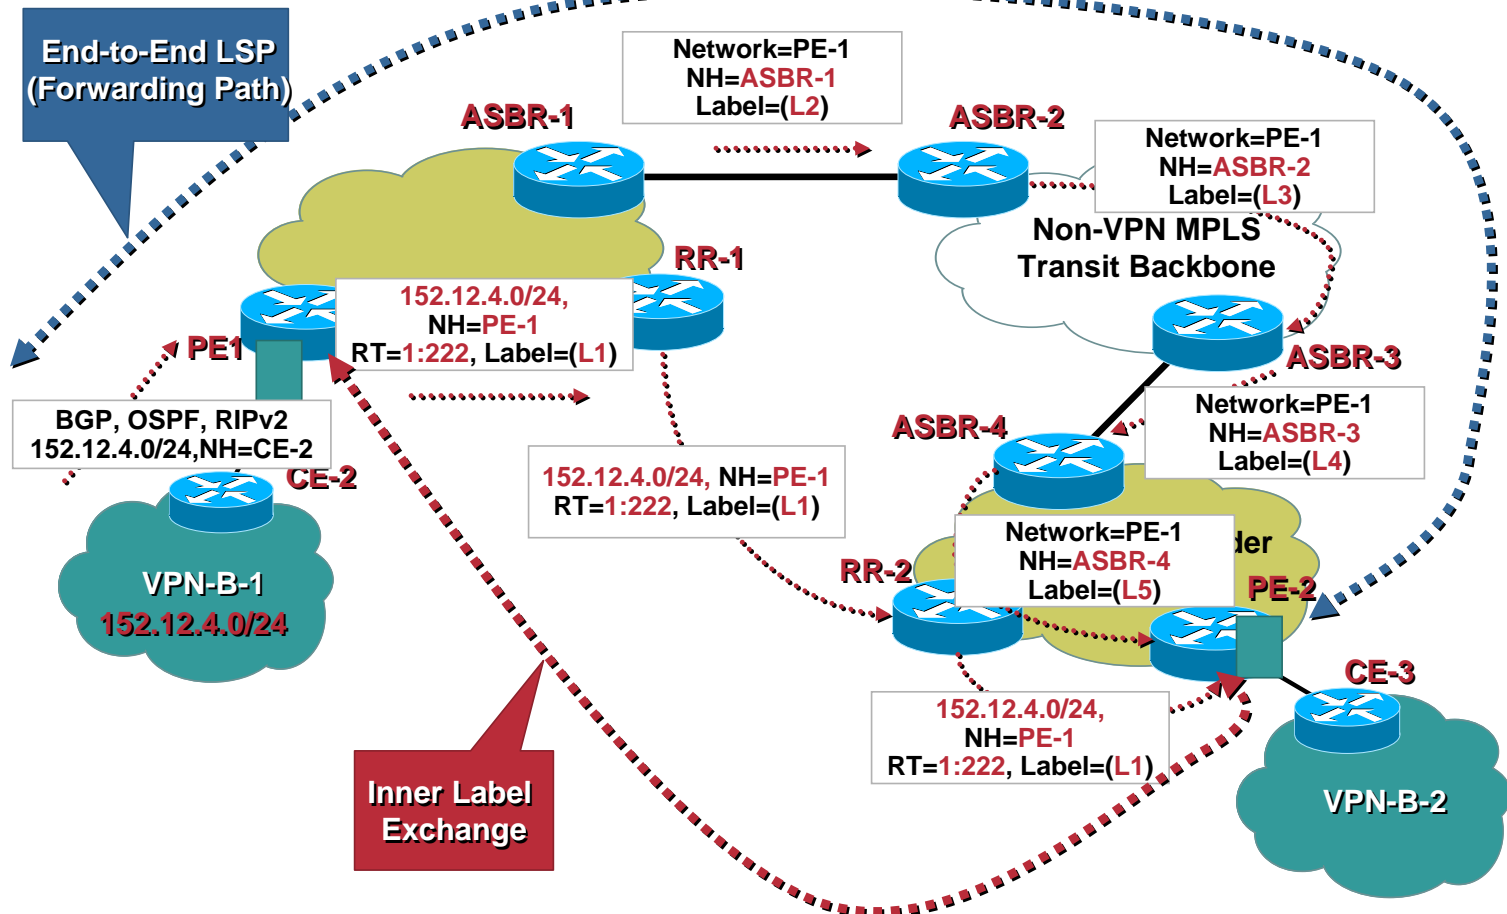 End-to-End LSP
(Forwarding Path)
Network=PE-1
NH=ASBR-1
Label=(L2)
ASBR-1
ASBR-2
Network=PE-1
NH=ASBR-2
Label=(L3)
Non-VPN MPLS
Transit Backbone
RR-1
152.12.4.0/24,
NH=PE-1
RT=1:222, Label=(L1)
PE1
ASBR-3
BGP, OSPF, RIPv2
152.12.4.0/24,NH=CE-2
Network=PE-1
NH=ASBR-3
Label=(L4)
ASBR-4
CE-2
152.12.4.0/24, NH=PE-1
RT=1:222, Label=(L1)
Network=PE-1
NH=ASBR-4
Label=(L5)
RR-2
PE-2
VPN-B-1
152.12.4.0/24
CE-3
152.12.4.0/24,
NH=PE-1
RT=1:222, Label=(L1)
Inner Label
Exchange
VPN-B-2